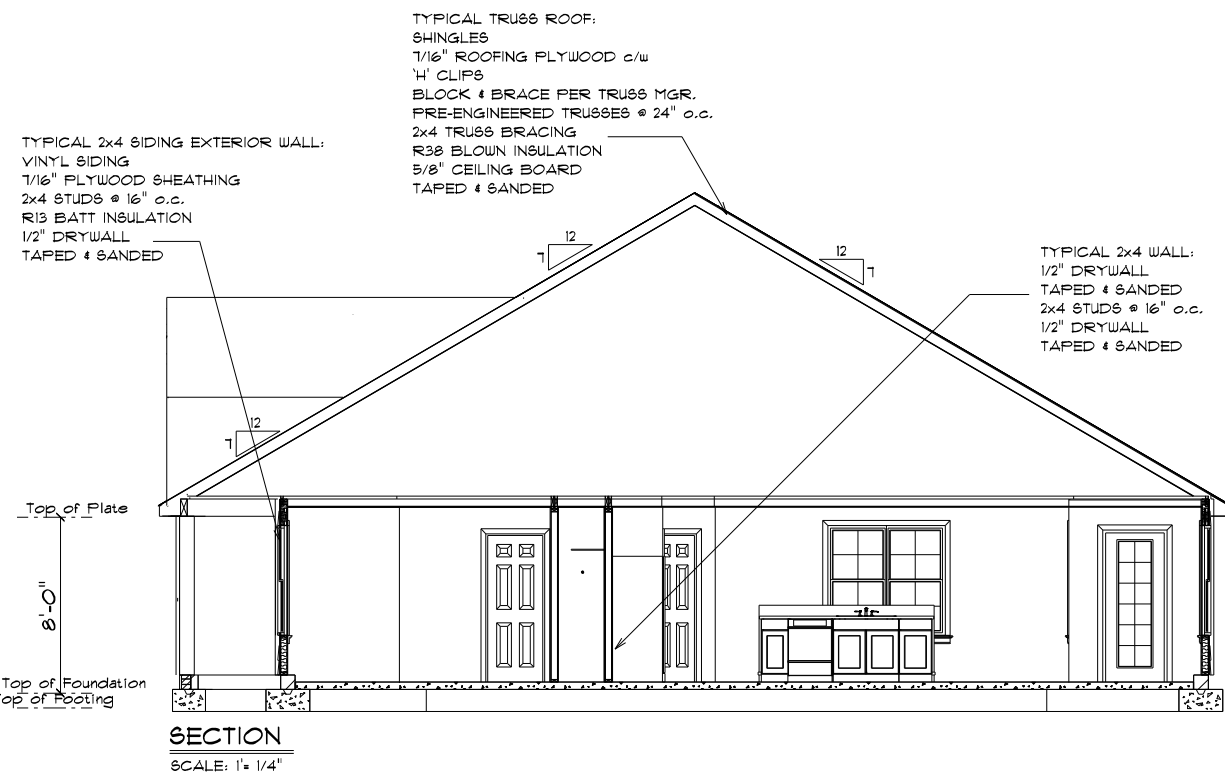 TYPICAL TRUSS ROOF:
SHINGLES
7/16" ROOFING PLYWOOD c/w
'H' CLIPS
BLOCK & BRACE PER TRUSS MGR.
PRE-ENGINEERED TRUSSES @ 24" o.c.
2x4 TRUSS BRACING
R38 BLOWN INSULATION
5/8" CEILING BOARD
TAPED & SANDED
TYPICAL 2x4 SIDING EXTERIOR WALL:
VINYL SIDING
7/16" PLYWOOD SHEATHING
2x4 STUDS @ 16" o.c.
R13 BATT INSULATION
1/2" DRYWALL
TAPED & SANDED
TYPICAL 2x4 WALL:
1/2" DRYWALL
TAPED & SANDED
2x4 STUDS @ 16" o.c.
1/2" DRYWALL
TAPED & SANDED
12
7
12
7
12
7
Top of Plate
8'-0"
Top of Foundation
Top of Footing
SECTION
SCALE: 1'= 1/4"